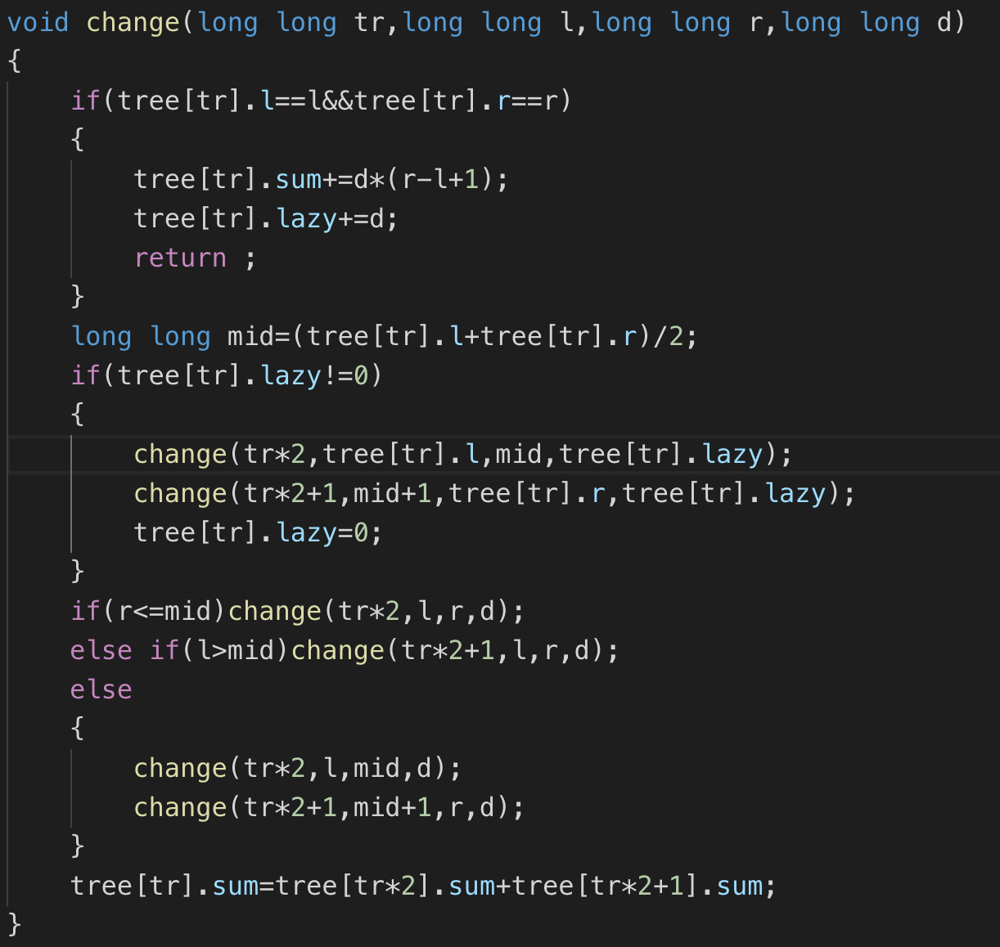 void change(long long tr,long long l,long long r,long long d)
{
    if(tree[tr].l==l&&tree[tr].r==r)
    {
        tree[tr].sum+=d*(r-l+1);
        tree[tr].lazy+=d;
        return ;
    }
    long long mid=(tree[tr].l+tree[tr].r)/2;
    if(tree[tr].lazy!=0)
    {
        change(tr*2,tree[tr].l,mid,tree[tr].lazy);
        change(tr*2+1,mid+1,tree[tr].r,tree[tr].lazy);
        tree[tr].lazy=0;
    }
    if(r<=mid)change(tr*2,l,r,d);
    else if(l>mid)change(tr*2+1,l,r,d);
    else
    {
        change(tr*2,l,mid,d);
        change(tr*2+1,mid+1,r,d);
    }
    tree[tr].sum=tree[tr*2].sum+tree[tr*2+1].sum;
}